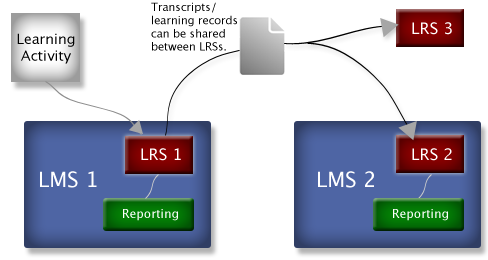 Transcripts/
learning records
can be shared
between LRSs.
Learning
Activity
LRS 3
LMS 1
LRS 1
Reporting
LMS 2
LRS 2
Reporting